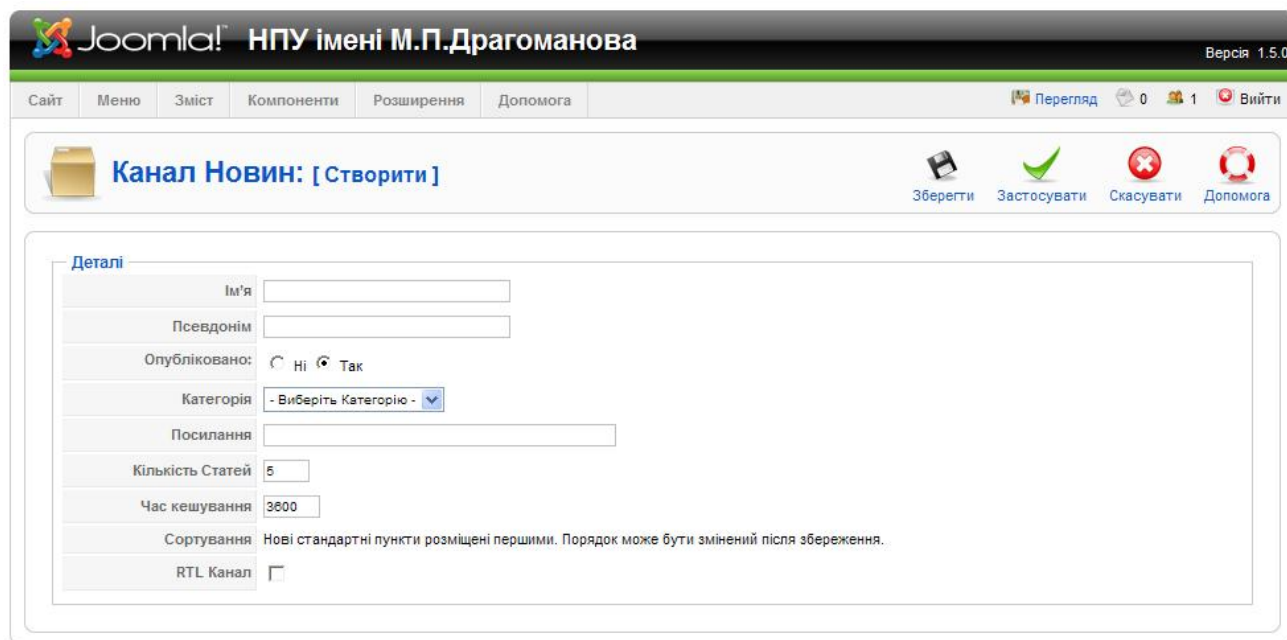 Joomla! НПУ імені М.П.Драгоманова
Версія 1.5.0
Сайт Меню Зміст Компоненти Розширення Допомога Перегляд 0 1 Вийти
Канал Новин: [ Створити ]
Зберегти Застосувати Скасувати Допомога
Деталі
Ім'я
Псевдонім
Опубліковано: Ні Так
Категорія - Виберіть Категорію -
Посилання
Кількість Статей 5
Час кешування 3600
Сортування Нові стандартні пункти розміщені першими. Порядок може бути змінений після збереження.
RTL Канал